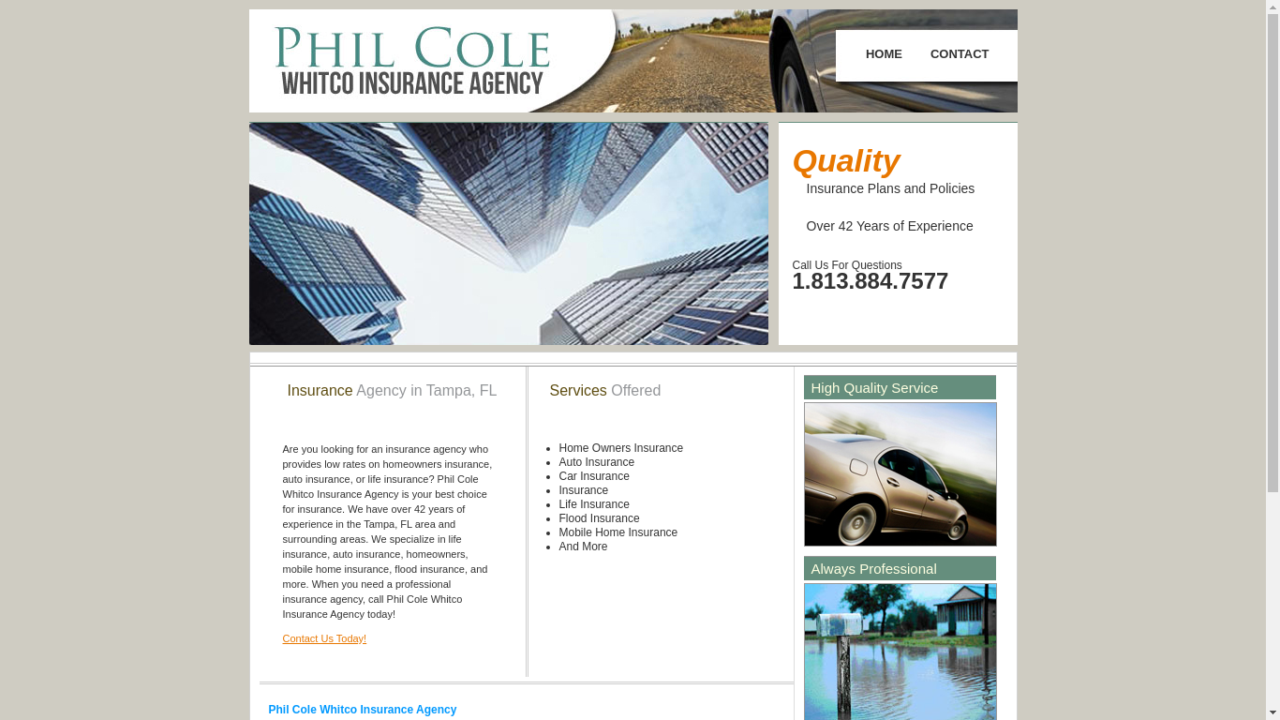 PHIL COLE
WHITCO INSURANCE AGENCY
HOME
CONTACT
Quality
Insurance Plans and Policies
Over 42 Years of Experience
Call Us For Questions
1.813.884.7577
Insurance Agency in Tampa, FL
Are you looking for an insurance agency who
provides low rates on homeowners insurance,
auto insurance, or life insurance? Phil Cole
Whitco Insurance Agency is your best choice
for insurance. We have over 42 years of
experience in the Tampa, FL area and
surrounding areas. We specialize in life
insurance, auto insurance, homeowners,
mobile home insurance, flood insurance, and
more. When you need a professional
insurance agency, call Phil Cole Whitco
Insurance Agency today!
Contact Us Today!
Services Offered
Home Owners Insurance
Auto Insurance
Car Insurance
Insurance
Life Insurance
Flood Insurance
Mobile Home Insurance
And More
High Quality Service
Always Professional
Phil Cole Whitco Insurance Agency